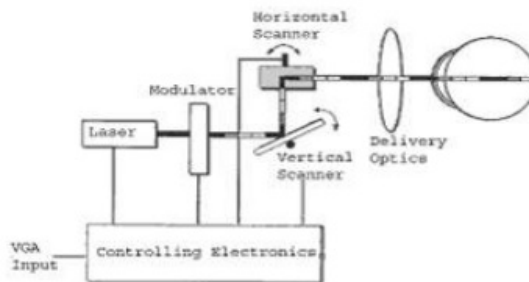 Horizontal
Scanner
Modulator
Laser
Vertical
Scanner
Delivery
Optics
VGA
Input
Controlling Electronics